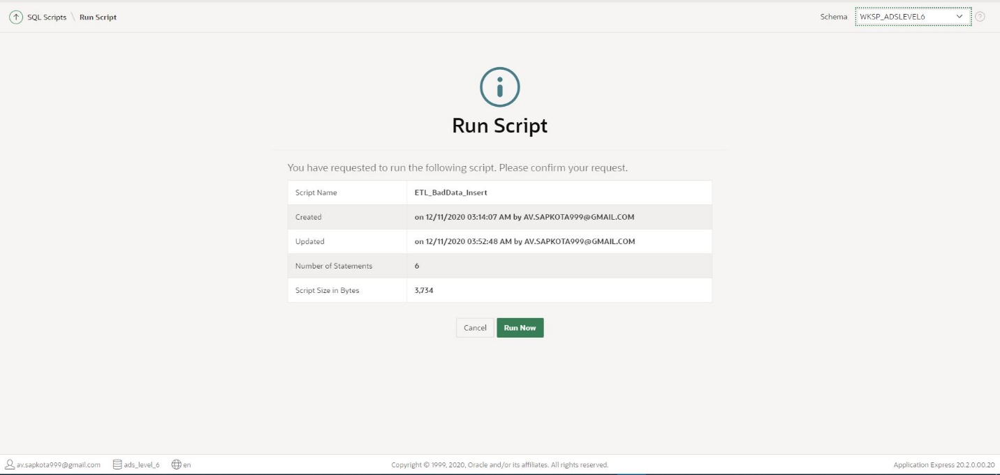 SQL Scripts \ Run Script
Schema WKSP_ADSLEVEL6 ?
Run Script
You have requested to run the following script. Please confirm your request.
Script Name ETL_BadData_Insert
Created on 12/11/2020 03:14:07 AM by AV.SAPKOTA999@GMAIL.COM
Updated on 12/11/2020 03:52:48 AM by AV.SAPKOTA999@GMAIL.COM
Number of Statements 6
Script Size in Bytes 3,734
Cancel Run Now
av.sapkota999@gmail.com ads_level_6 en Copyright © 1999, 2020, Oracle and/or its affiliates. All rights reserved. Application Express 20.2.0.00.20